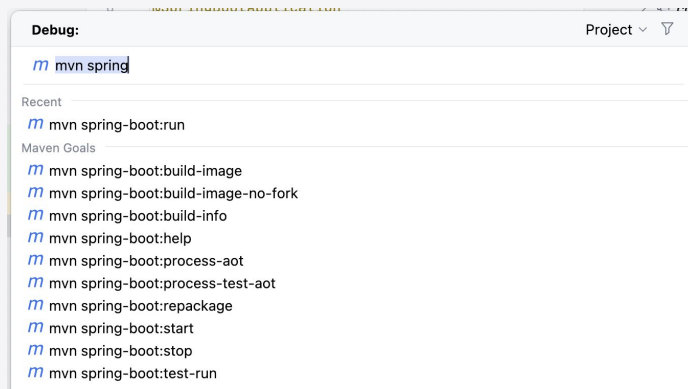 Debug:
Project
mvn spring
Recent
mvn spring-boot:run
Maven Goals
mvn spring-boot:build-image
mvn spring-boot:build-image-no-fork
mvn spring-boot:build-info
mvn spring-boot:help
mvn spring-boot:process-aot
mvn spring-boot:process-test-aot
mvn spring-boot:repackage
mvn spring-boot:start
mvn spring-boot:stop
mvn spring-boot:test-run